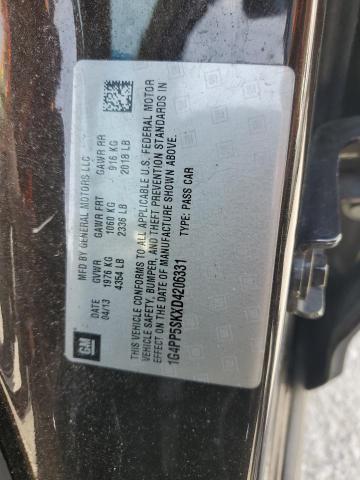 MFD BY GENERAL MOTORS LLC
DATE GVWR GAWR FRT GAWR RR
04/13 1976 KG 1060 KG 916 KG
4354 LB 2336 LB 2018 LB
THIS VEHICLE CONFORMS TO ALL APPLICABLE U.S. FEDERAL MOTOR
VEHICLE SAFETY, BUMPER, AND THEFT PREVENTION STANDARDS IN
EFFECT ON THE DATE OF MANUFACTURE SHOWN ABOVE.
1G4PP5SKXD4206331 TYPE: PASS CAR
GM